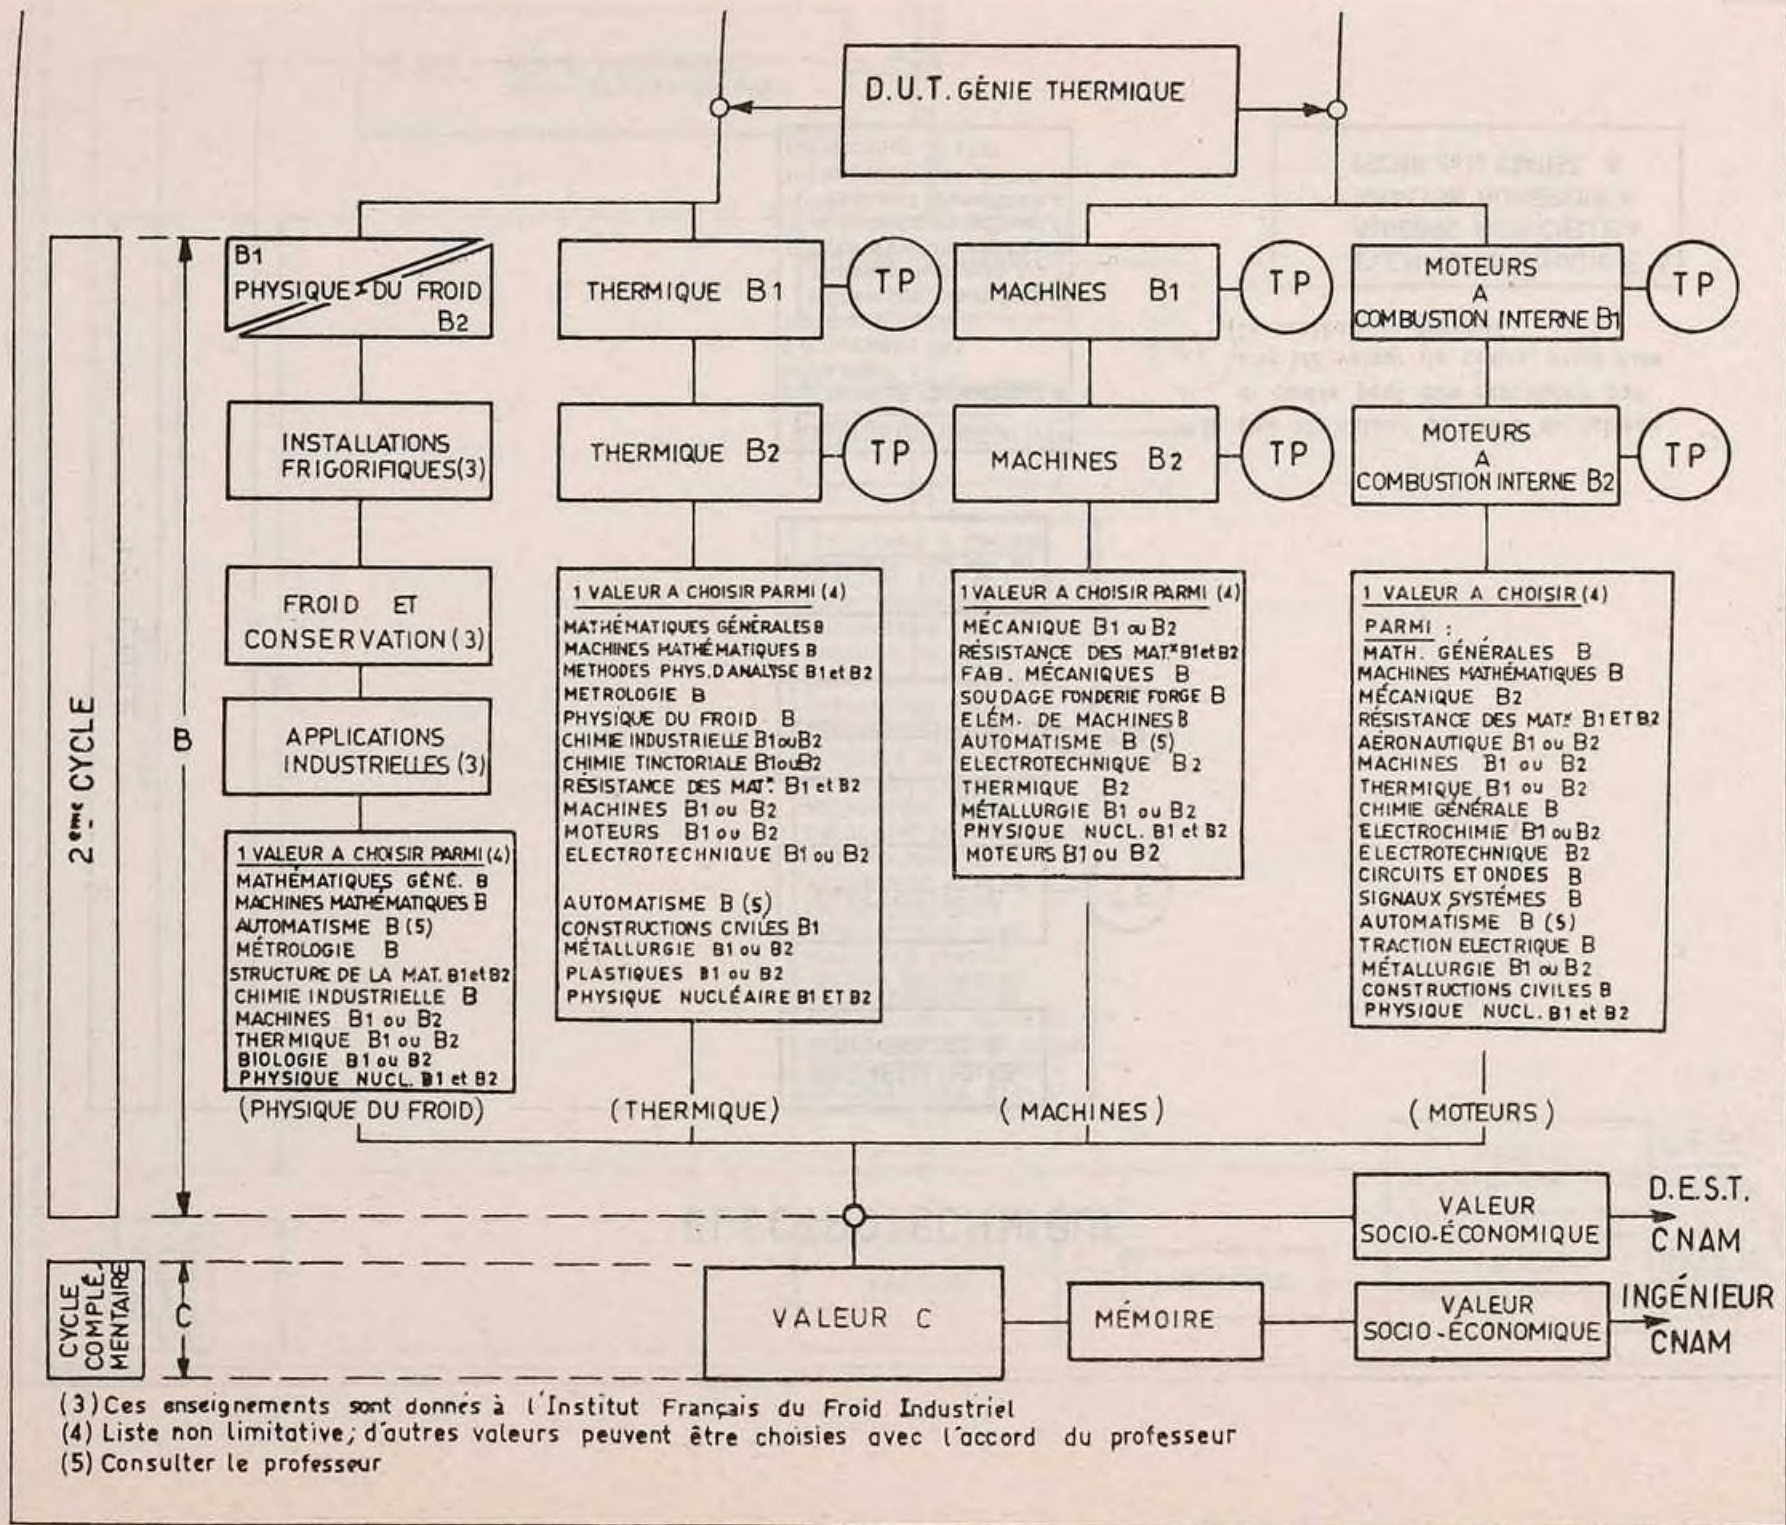 D.U.T. GÉNIE THERMIQUE
2eme CYCLE
B
B1
PHYSIQUE DU FROID
B2
INSTALLATIONS
FRIGORIFIQUES (3)
FROID ET
CONSERVATION (3)
APPLICATIONS
INDUSTRIELLES (3)
1 VALEUR A CHOISIR PARMI (4)
MATHÉMATIQUES GÉNÉ. B
MACHINES MATHÉMATIQUES B
AUTOMATISME B (5)
MÉTROLOGIE B
STRUCTURE DE LA MAT. B1 et B2
CHIMIE INDUSTRIELLE B
MACHINES B1 ou B2
THERMIQUE B1 ou B2
BIOLOGIE B1 ou B2
PHYSIQUE NUCL. B1 et B2
(PHYSIQUE DU FROID)
THERMIQUE B1
TP
THERMIQUE B2
TP
1 VALEUR A CHOISIR PARMI (4)
MATHÉMATIQUES GÉNÉRALES B
MACHINES MATHÉMATIQUES B
METHODES PHYS. D'ANALYSE B1 et B2
METROLOGIE B
PHYSIQUE DU FROID B
CHIMIE INDUSTRIELLE B1 ou B2
CHIMIE TINCTORIALE B1 ou B2
RÉSISTANCE DES MATx. B1 et B2
MACHINES B1 ou B2
MOTEURS B1 ou B2
ELECTROTECHNIQUE B1 ou B2
AUTOMATISME B (5)
CONSTRUCTIONS CIVILES B1
MÉTALLURGIE B1 ou B2
PLASTIQUES B1 ou B2
PHYSIQUE NUCLÉAIRE B1 ET B2
(THERMIQUE)
MACHINES B1
TP
MACHINES B2
TP
1 VALEUR A CHOISIR PARMI (4)
MÉCANIQUE B1 ou B2
RÉSISTANCE DES MATx B1 et B2
FAB. MÉCANIQUES B
SOUDAGE FONDERIE FORGE B
ELÉM. DE MACHINES B
AUTOMATISME B (5)
ELECTROTECHNIQUE B2
THERMIQUE B2
MÉTALLURGIE B1 ou B2
PHYSIQUE NUCL. B1 et B2
MOTEURS B1 ou B2
(MACHINES)
MOTEURS
A
COMBUSTION INTERNE B1
TP
MOTEURS
A
COMBUSTION INTERNE B2
TP
1 VALEUR A CHOISIR (4)
PARMI :
MATH. GÉNÉRALES B
MACHINES MATHÉMATIQUES B
MÉCANIQUE B2
RÉSISTANCE DES MATx B1 ET B2
AÉRONAUTIQUE B1 ou B2
MACHINES B1 ou B2
THERMIQUE B1 ou B2
CHIMIE GÉNÉRALE B
ELECTROCHIMIE B1 ou B2
ELECTROTECHNIQUE B2
CIRCUITS ET ONDES B
SIGNAUX SYSTÉMES B
AUTOMATISME B (5)
TRACTION ELECTRIQUE B
MÉTALLURGIE B1 ou B2
CONSTRUCTIONS CIVILES B
PHYSIQUE NUCL. B1 et B2
(MOTEURS)
VALEUR
SOCIO-ÉCONOMIQUE
D.E.S.T.
CNAM
CYCLE
COMPLÉ.
MENTAIRE
C
VALEUR C
MÉMOIRE
VALEUR
SOCIO-ÉCONOMIQUE
INGÉNIEUR
CNAM
(3) Ces enseignements sont donnés à l'Institut Français du Froid Industriel
(4) Liste non limitative; d'autres valeurs peuvent être choisies avec l'accord du professeur
(5) Consulter le professeur